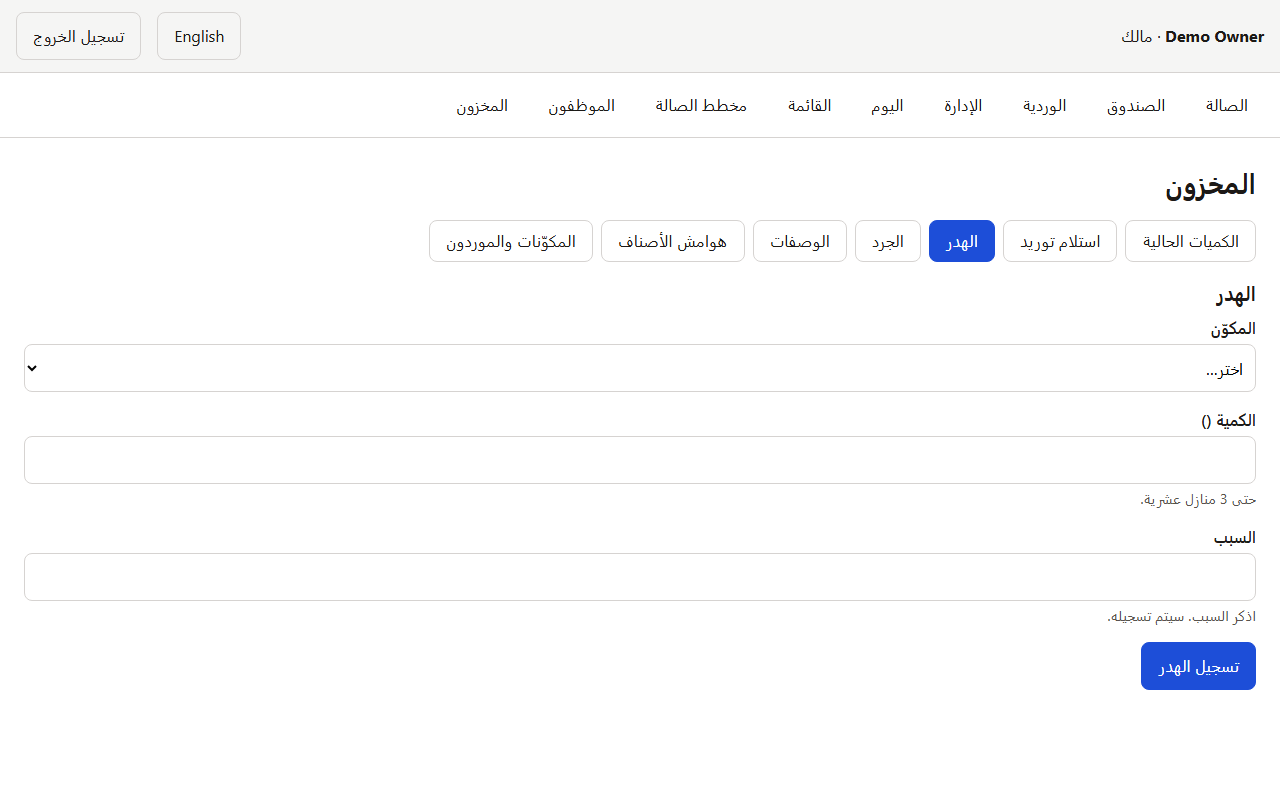 Demo Owner · مالك
English
تسجيل الخروج
الصالة
الصندوق
الوردية
الإدارة
اليوم
القائمة
مخطط الصالة
الموظفون
المخزون
المخزون
الكميات الحالية
استلام توريد
الهدر
الجرد
الوصفات
هوامش الأصناف
المكوّنات والموردون
الهدر
المكوّن
اختر...
الكمية ()
حتى 3 منازل عشرية.
السبب
اذكر السبب. سيتم تسجيله.
تسجيل الهدر